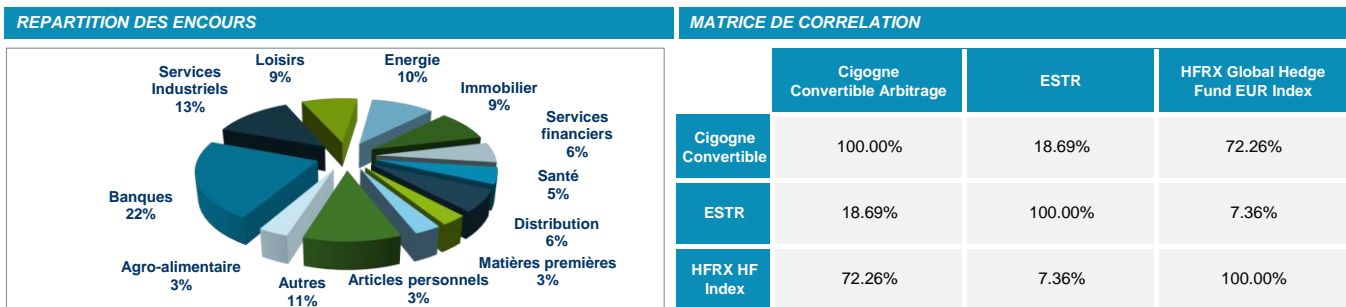 REPARTITION DES ENCOURS
Loisirs
9%
Energie
10%
Services
Industriels
13%
Immobilier
9%
Services
financiers
6%
Santé
5%
Banques
22%
Distribution
6%
Agro-alimentaire
3%
Autres
11%
Articles personnels
3%
Matières premières
3%
MATRICE DE CORRELATION
Cigogne
Convertible Arbitrage
ESTR
HFRX Global Hedge
Fund EUR Index
Cigogne
Convertible
100.00%
18.69%
72.26%
ESTR
18.69%
100.00%
7.36%
HFRX HF
Index
72.26%
7.36%
100.00%